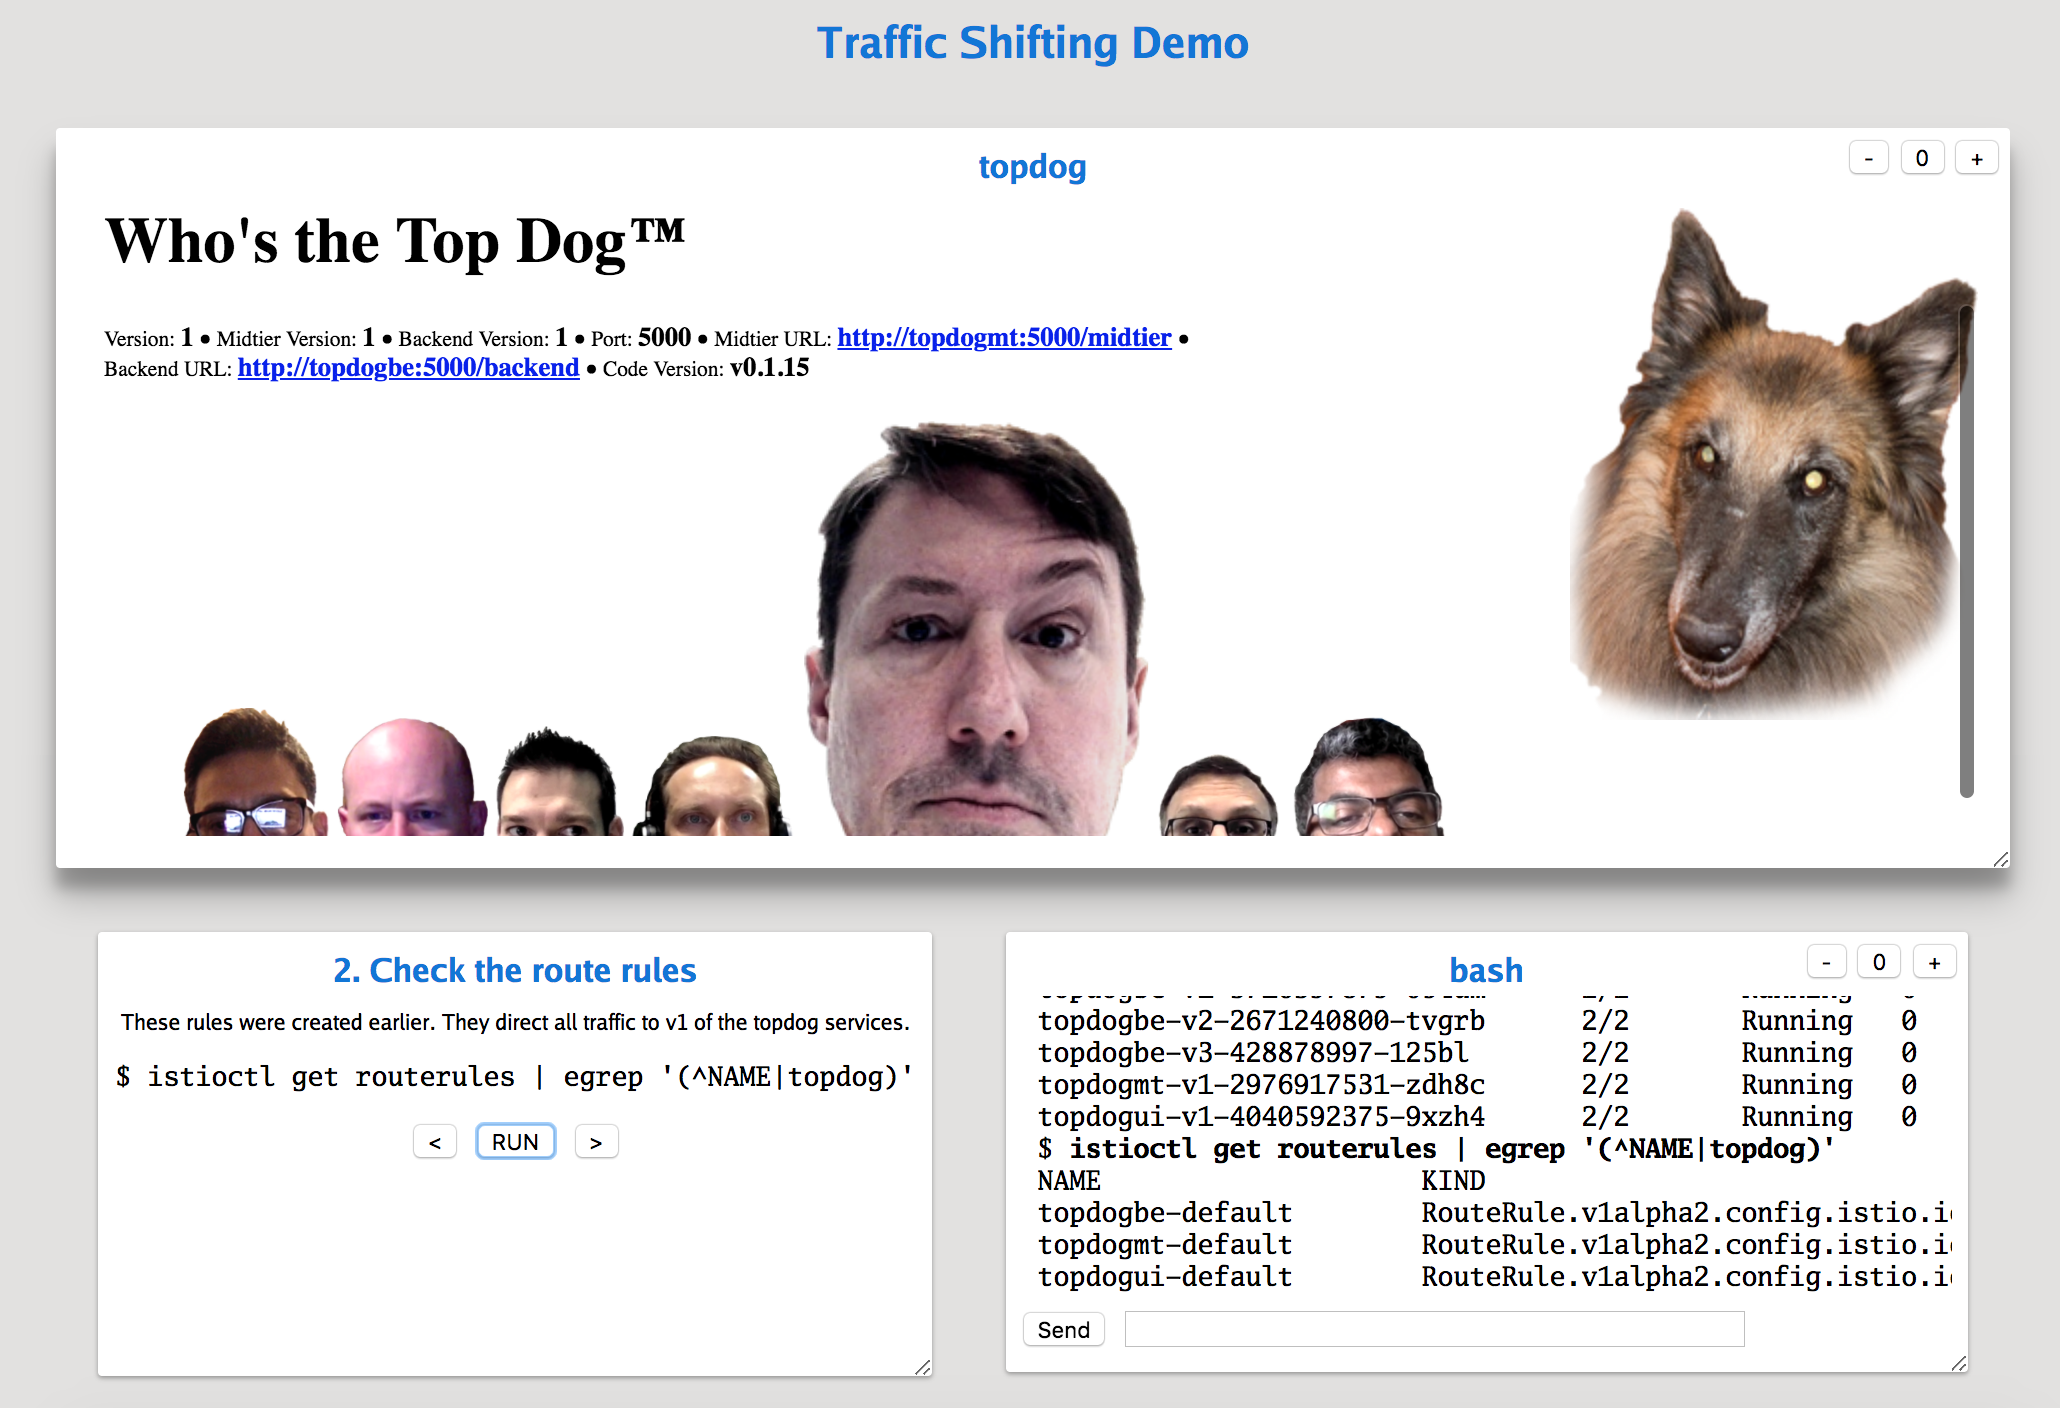 Traffic Shifting Demo
topdog
- 0 +
Who's the Top Dog™
Version: 1 • Midtier Version: 1 • Backend Version: 1 • Port: 5000 • Midtier URL: http://topdogmt:5000/midtier •
Backend URL: http://topdogbe:5000/backend • Code Version: v0.1.15
2. Check the route rules
These rules were created earlier. They direct all traffic to v1 of the topdog services.
$ istioctl get routerules | egrep '(^NAME|topdog)'
< RUN >
bash
- 0 +
topdogbe-v2-2671240800-tvgrb 2/2 Running 0
topdogbe-v3-428878997-125bl 2/2 Running 0
topdogmt-v1-2976917531-zdh8c 2/2 Running 0
topdogui-v1-4040592375-9xzh4 2/2 Running 0
$ istioctl get routerules | egrep '(^NAME|topdog)'
NAME KIND
topdogbe-default RouteRule.v1alpha2.config.istio.i
topdogmt-default RouteRule.v1alpha2.config.istio.i
topdogui-default RouteRule.v1alpha2.config.istio.i
Send